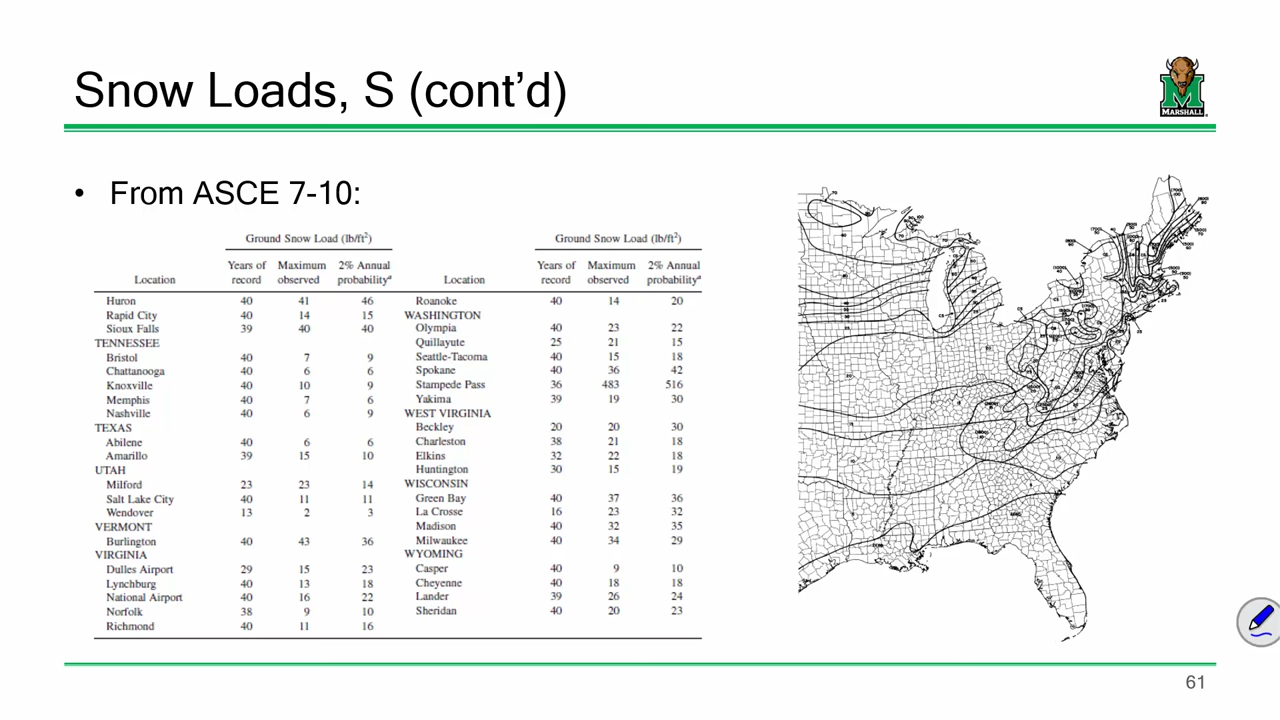 Snow Loads, S (cont’d)
MARSHALL
• From ASCE 7-10:
Ground Snow Load (lb/ft²) Ground Snow Load (lb/ft²)
Years of Maximum 2% Annual Years of Maximum 2% Annual
Location record observed probabilityᵃ Location record observed probabilityᵃ
Huron 40 41 46 Roanoke 40 14 20
Rapid City 40 14 15 WASHINGTON
Sioux Falls 39 40 40 Olympia 40 23 22
TENNESSEE Quillayute 25 21 15
Bristol 40 7 9 Seattle-Tacoma 40 15 18
Chattanooga 40 6 6 Spokane 40 36 42
Knoxville 40 10 9 Stampede Pass 36 483 516
Memphis 40 7 6 Yakima 39 19 30
Nashville 40 6 9 WEST VIRGINIA
TEXAS Beckley 20 20 30
Abilene 40 6 6 Charleston 38 21 18
Amarillo 39 15 10 Elkins 32 22 18
UTAH Huntington 30 15 19
Milford 23 23 14 WISCONSIN
Salt Lake City 40 11 11 Green Bay 40 37 36
Wendover 13 2 3 La Crosse 16 23 32
VERMONT Madison 40 32 35
Burlington 40 43 36 Milwaukee 40 34 29
VIRGINIA WYOMING
Dulles Airport 29 15 23 Casper 40 9 10
Lynchburg 40 13 18 Cheyenne 40 18 18
National Airport 40 16 22 Lander 39 26 24
Norfolk 38 9 10 Sheridan 40 20 23
Richmond 40 11 16
61